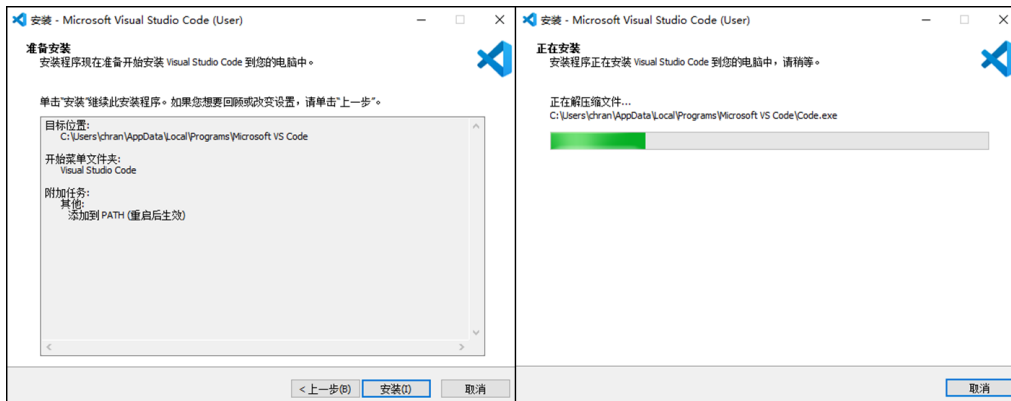 安装 - Microsoft Visual Studio Code (User)
准备安装
安装程序现在准备开始安装 Visual Studio Code 到您的电脑中。
单击“安装”继续此安装程序。如果您想要回顾或改变设置，请单击“上一步”。
目标位置:
C:\Users\chran\AppData\Local\Programs\Microsoft VS Code
开始菜单文件夹:
Visual Studio Code
附加任务:
其他:
添加到 PATH (重启后生效)
< 上一步(B)
安装(I)
取消
安装 - Microsoft Visual Studio Code (User)
正在安装
安装程序正在安装 Visual Studio Code 到您的电脑中，请稍等。
正在解压缩文件...
C:\Users\chran\AppData\Local\Programs\Microsoft VS Code\Code.exe
取消